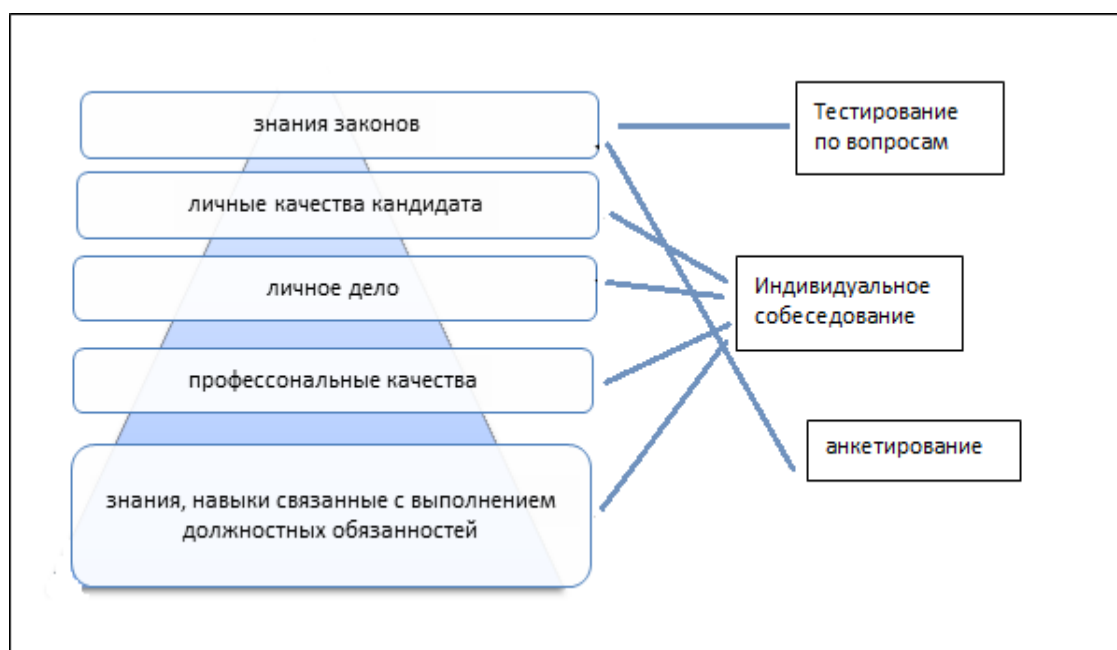 знания законов
личные качества кандидата
личное дело
профессональные качества
знания, навыки связанные с выполнением
должностных обязанностей
Тестирование
по вопросам
Индивидуальное
собеседование
анкетирование